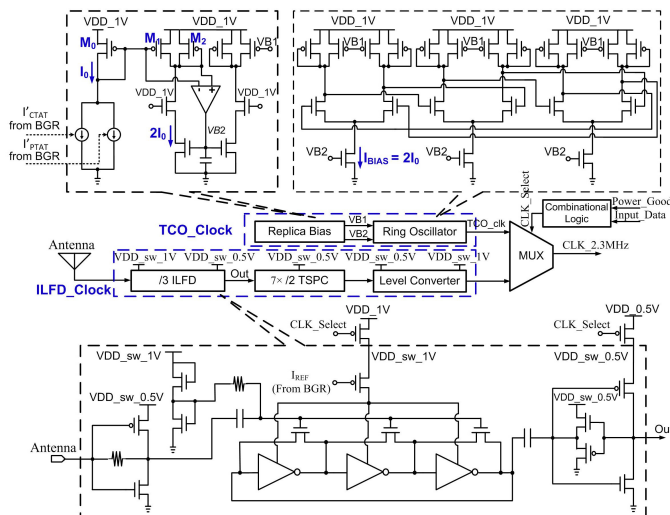 VDD_1V
VDD_1V
VDD_1V
M0
M1
M2
VB1
I0
VDD_1V
VDD_1V
I'CTAT
from BGR
I'PTAT
from BGR
2I0
VB2
VDD_1V
VDD_1V
VDD_1V
VB1
VB1
VB1
VB2
IBIAS = 2I0
VB2
VB2
CLK_Select
Combinational
Logic
Power_Good
Input_Data
TCO_Clock
Replica Bias
VB1
VB2
Ring Oscillator
TCO_clk
MUX
CLK_2.3MHz
Antenna
ILFD_Clock
VDD_sw_1V
VDD_sw_0.5V
VDD_sw_0.5V
VDD_sw_0.5V
VDD_sw_1V
/3 ILFD
Out
7× /2 TSPC
Level Converter
VDD_1V
VDD_0.5V
CLK_Select
CLK_Select
VDD_sw_1V
VDD_sw_1V
VDD_sw_0.5V
IREF
(From BGR)
VDD_sw_0.5V
VDD_sw_0.5V
Antenna
Out